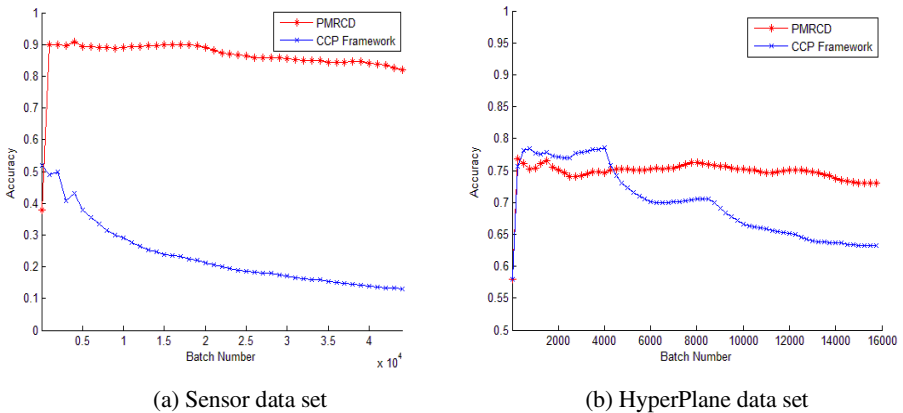 PMRCD
CCP Framework
1
0.9
0.8
0.7
0.6
0.5
0.4
0.3
0.2
0.1
0
Accuracy
0.5 1 1.5 2 2.5 3 3.5 4
Batch Number
x 10^4
(a) Sensor data set
PMRCD
CCP Framework
1
0.95
0.9
0.85
0.8
0.75
0.7
0.65
0.6
0.55
0.5
Accuracy
2000 4000 6000 8000 10000 12000 14000 16000
Batch Number
(b) HyperPlane data set